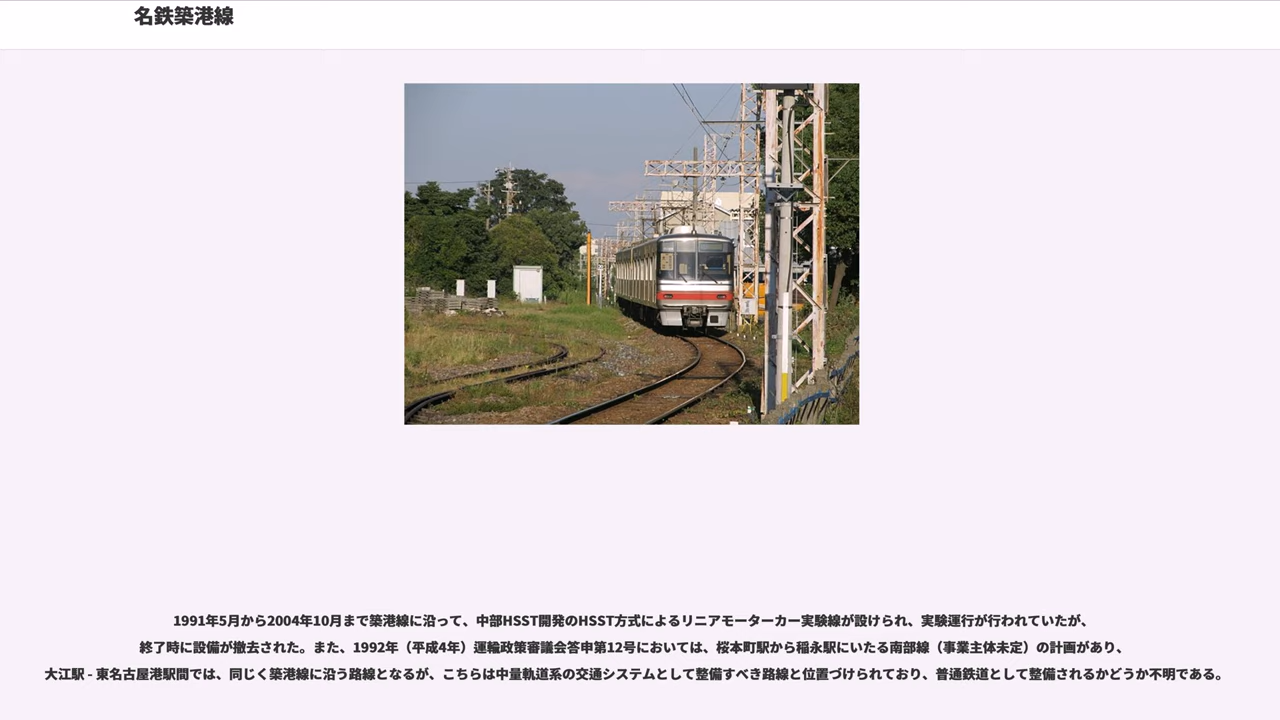 名鉄築港線
1991年5月から2004年10月まで築港線に沿って、中部HSST開発のHSST方式によるリニアモーターカー実験線が設けられ、実験運行が行われていたが、
終了時に設備が撤去された。また、1992年（平成4年）運輸政策審議会答申第12号においては、桜本町駅から稲永駅にいたる南部線（事業主体未定）の計画があり、
大江駅 - 東名古屋港駅間では、同じく築港線に沿う路線となるが、こちらは中量軌道系の交通システムとして整備すべき路線と位置づけられており、普通鉄道として整備されるかどうか不明である。